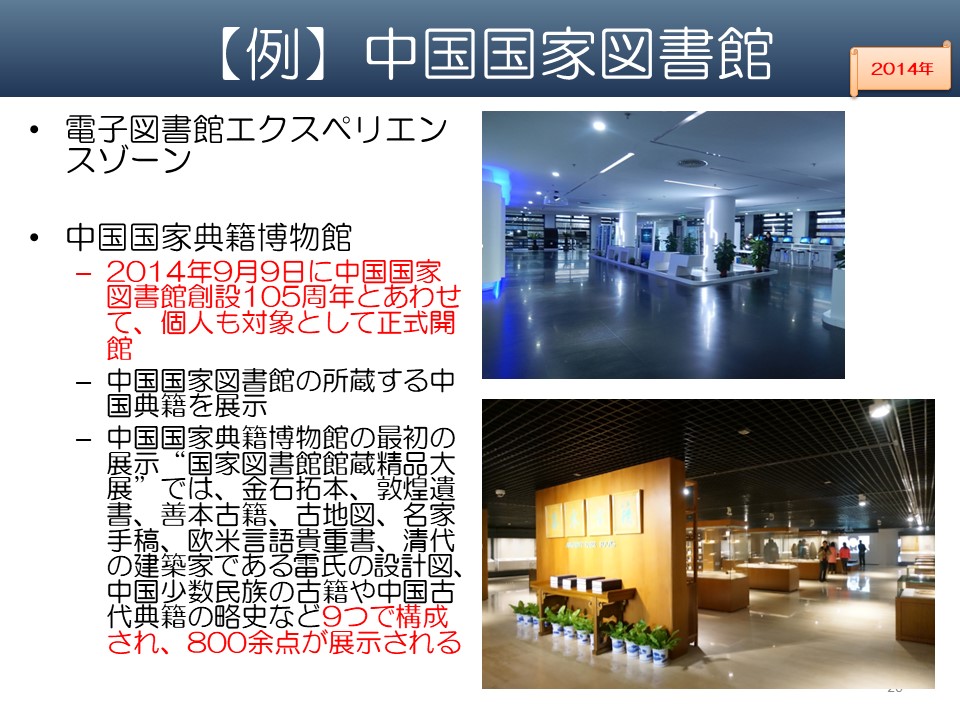 【例】中国国家図書館
2014年
• 電子図書館エクスペリエン
スゾーン
• 中国国家典籍博物館
– 2014年9月9日に中国国家
図書館創設105周年とあわせ
て、個人も対象として正式開
館
– 中国国家図書館の所蔵する中
国典籍を展示
– 中国国家典籍博物館の最初の
展示“国家図書館館蔵精品大
展”では、金石拓本、敦煌遺
書、善本古籍、古地図、名家
手稿、欧米言語貴重書、清代
の建築家である雷氏の設計図、
中国少数民族の古籍や中国古
代典籍の略史など9つで構成
され、800余点が展示される